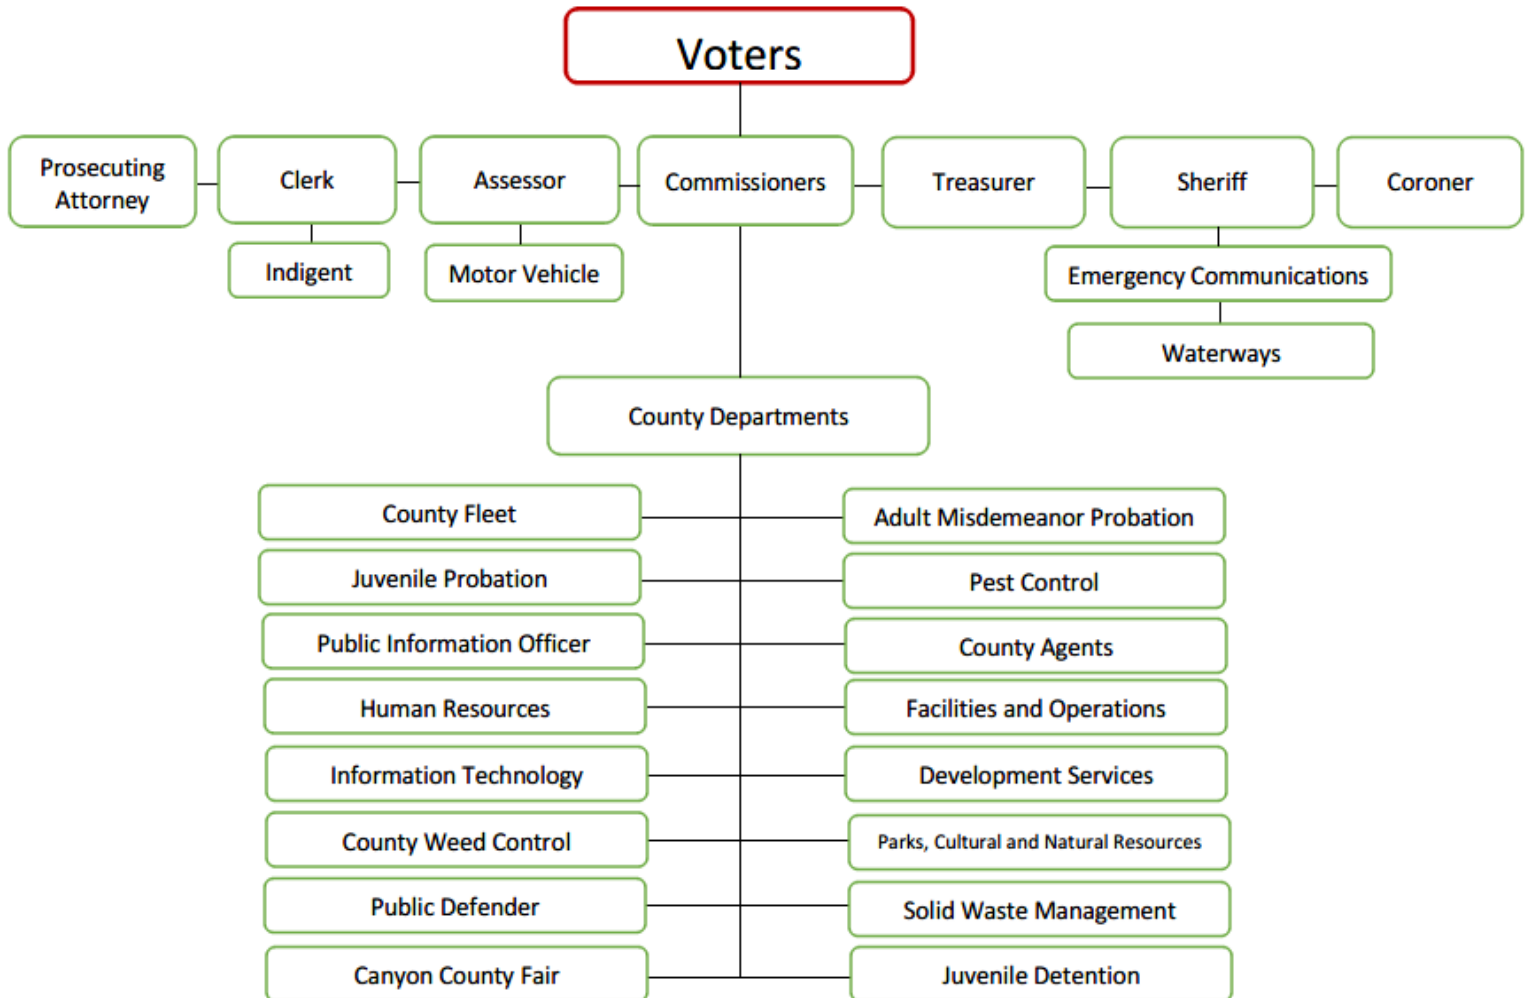 Voters
Prosecuting
Attorney
Clerk
Assessor
Commissioners
Treasurer
Sheriff
Coroner
Indigent
Motor Vehicle
Emergency Communications
Waterways
County Departments
County Fleet
Adult Misdemeanor Probation
Juvenile Probation
Pest Control
Public Information Officer
County Agents
Human Resources
Facilities and Operations
Information Technology
Development Services
County Weed Control
Parks, Cultural and Natural Resources
Public Defender
Solid Waste Management
Canyon County Fair
Juvenile Detention